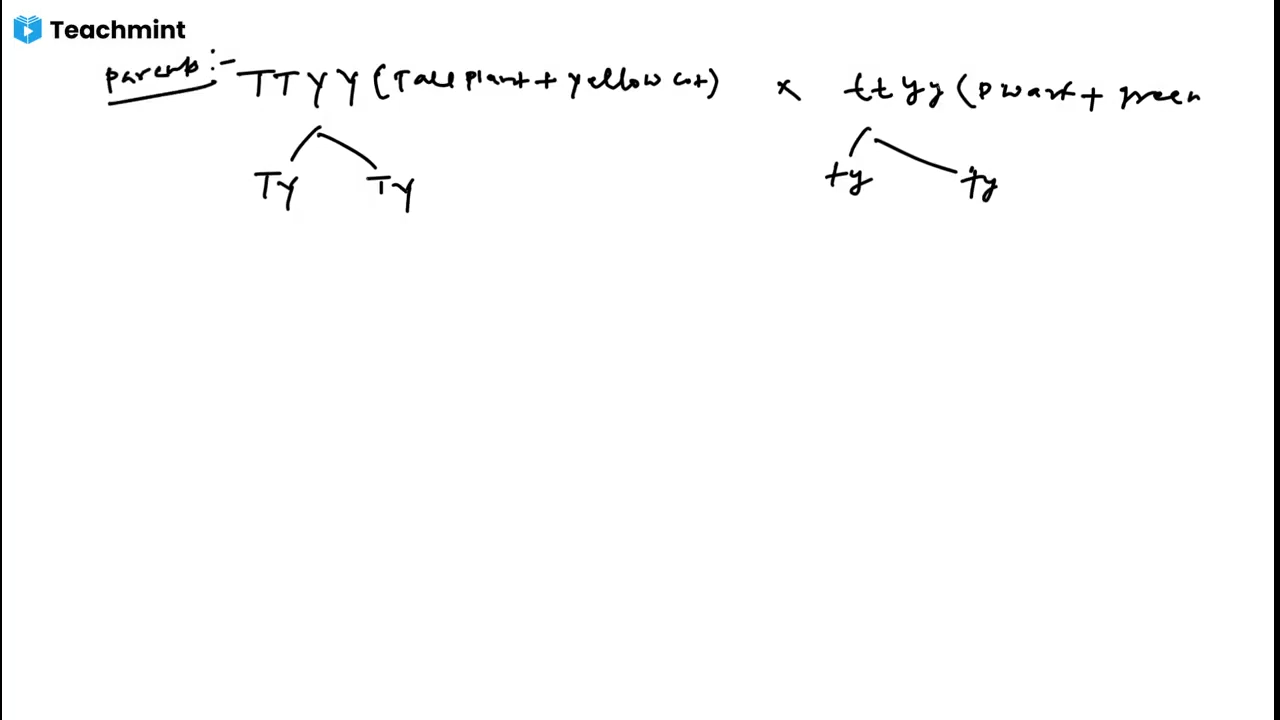 Teachmint
Parents :- TTYY (Tall plant + yellow cot) × ttyy (Dwarf + green
TY TY ty ty